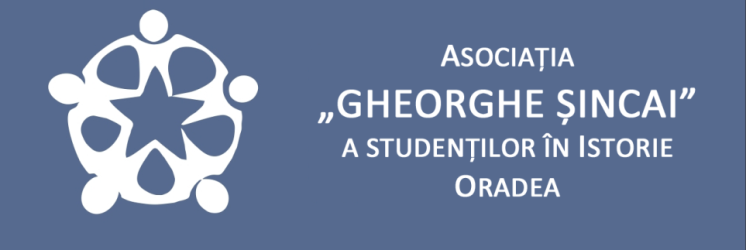 ASOCIAȚIA
„GHEORGHE ȘINCAI”
A STUDENȚILOR ÎN ISTORIE
ORADEA